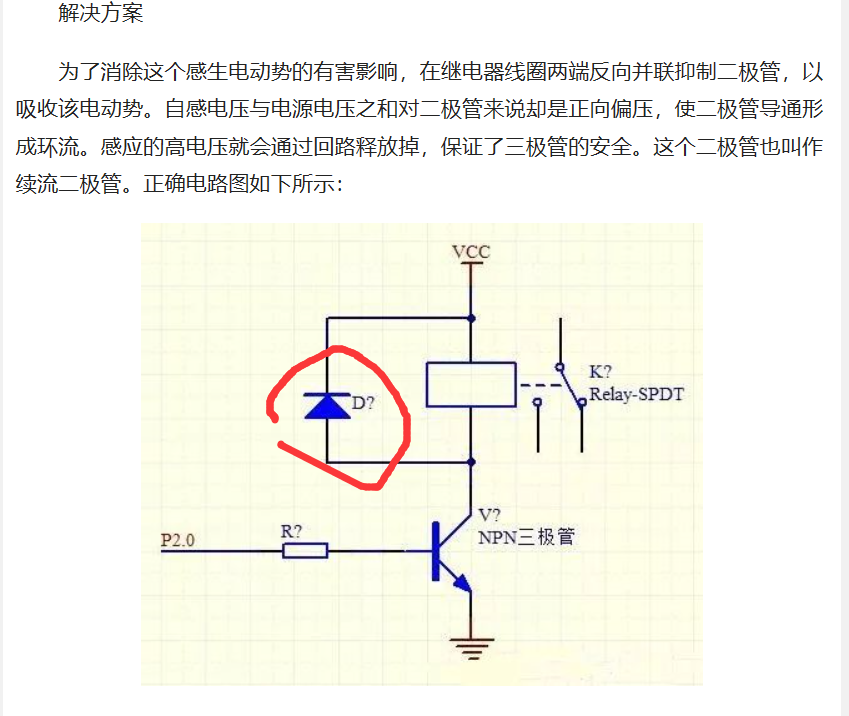 解决方案
为了消除这个感生电动势的有害影响，在继电器线圈两端反向并联抑制二极管，以
吸收该电动势。自感电压与电源电压之和对二极管来说却是正向偏压，使二极管导通形
成环流。感应的高电压就会通过回路释放掉，保证了三极管的安全。这个二极管也叫作
续流二极管。正确电路图如下所示：
VCC
K?
D?
Relay-SPDT
V?
R?
P2.0
NPN三极管